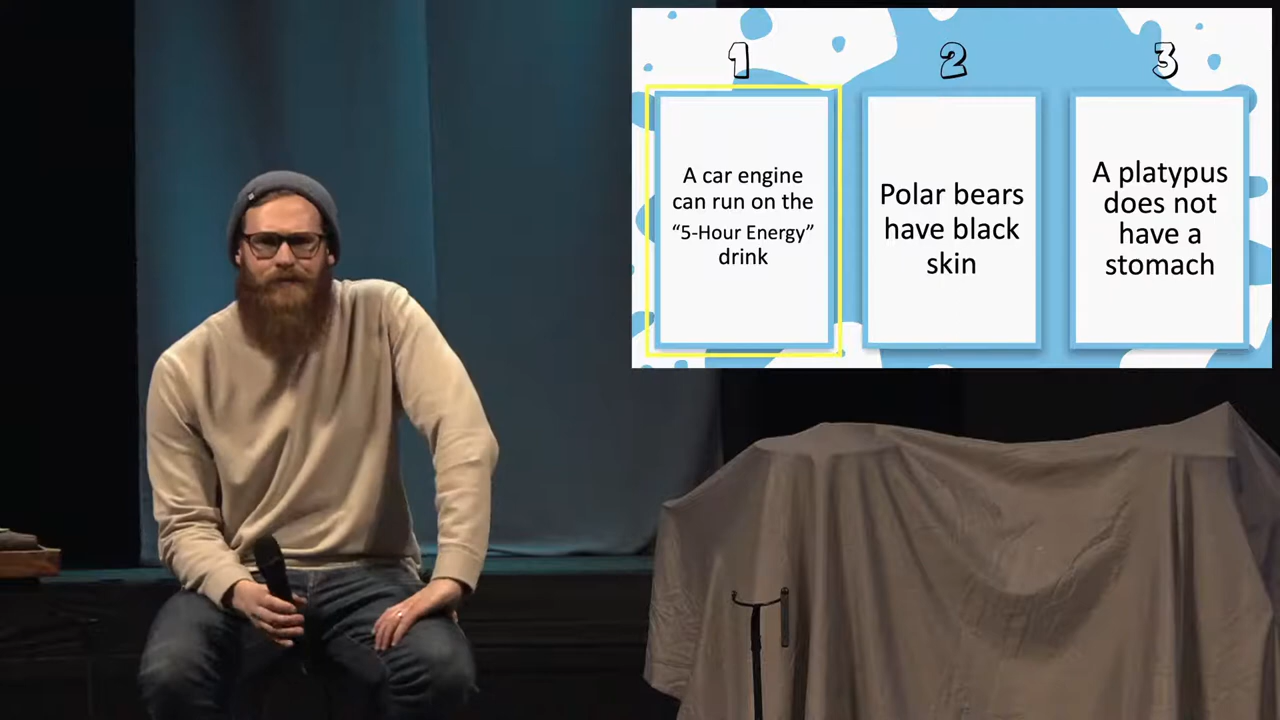 1
A car engine
can run on the
“5-Hour Energy”
drink
2
Polar bears
have black
skin
3
A platypus
does not
have a
stomach